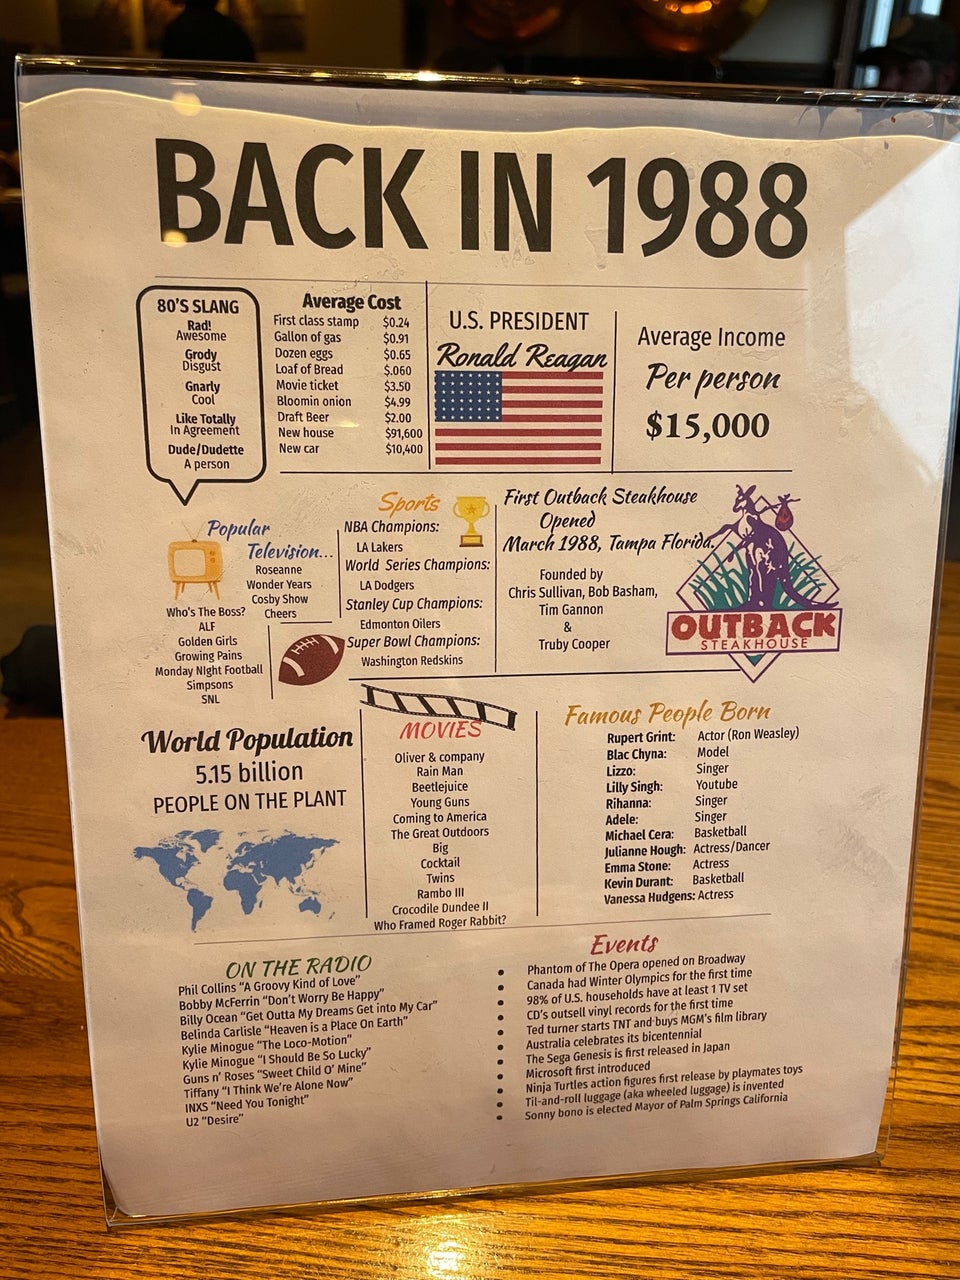 BACK IN 1988
80'S SLANG
Rad!
Awesome
Grody
Disgust
Gnarly
Cool
Like Totally
In Agreement
Dude/Dudette
A person
Average Cost
First class stamp $0.24
Gallon of gas $0.91
Dozen eggs $0.65
Loaf of Bread $.060
Movie ticket $3.50
Bloomin onion $4.99
Draft Beer $2.00
New house $91,600
New car $10,400
U.S. PRESIDENT
Ronald Reagan
Average Income
Per person
$15,000
Popular
Television...
Roseanne
Wonder Years
Cosby Show
Cheers
Who's The Boss?
ALF
Golden Girls
Growing Pains
Monday NIght Football
Simpsons
SNL
Sports
NBA Champions:
LA Lakers
World Series Champions:
LA Dodgers
Stanley Cup Champions:
Edmonton Oilers
Super Bowl Champions:
Washington Redskins
First Outback Steakhouse
Opened
March 1988, Tampa Florida.
Founded by
Chris Sullivan, Bob Basham,
Tim Gannon
&
Truby Cooper
OUTBACK
STEAKHOUSE
World Population
5.15 billion
PEOPLE ON THE PLANT
MOVIES
Oliver & company
Rain Man
Beetlejuice
Young Guns
Coming to America
The Great Outdoors
Big
Cocktail
Twins
Rambo III
Crocodile Dundee II
Who Framed Roger Rabbit?
Famous People Born
Rupert Grint: Actor (Ron Weasley)
Blac Chyna: Model
Lizzo: Singer
Lilly Singh: Youtube
Rihanna: Singer
Adele: Singer
Michael Cera: Basketball
Julianne Hough: Actress/Dancer
Emma Stone: Actress
Kevin Durant: Basketball
Vanessa Hudgens: Actress
ON THE RADIO
Phil Collins "A Groovy Kind of Love"
Bobby McFerrin "Don't Worry Be Happy"
Billy Ocean "Get Outta My Dreams Get into My Car"
Belinda Carlisle "Heaven is a Place On Earth"
Kylie Minogue "The Loco-Motion"
Kylie Minogue "I Should Be So Lucky"
Guns n' Roses "Sweet Child O' Mine"
Tiffany "I Think We're Alone Now"
INXS "Need You Tonight"
U2 "Desire"
Events
• Phantom of The Opera opened on Broadway
• Canada had Winter Olympics for the first time
• 98% of U.S. households have at least 1 TV set
• CD's outsell vinyl records for the first time
• Ted turner starts TNT and buys MGM's film library
• Australia celebrates its bicentennial
• The Sega Genesis is first released in Japan
• Microsoft first introduced
• Ninja Turtles action figures first release by playmates toys
• Til-and-roll luggage (aka wheeled luggage) is invented
• Sonny bono is elected Mayor of Palm Springs California